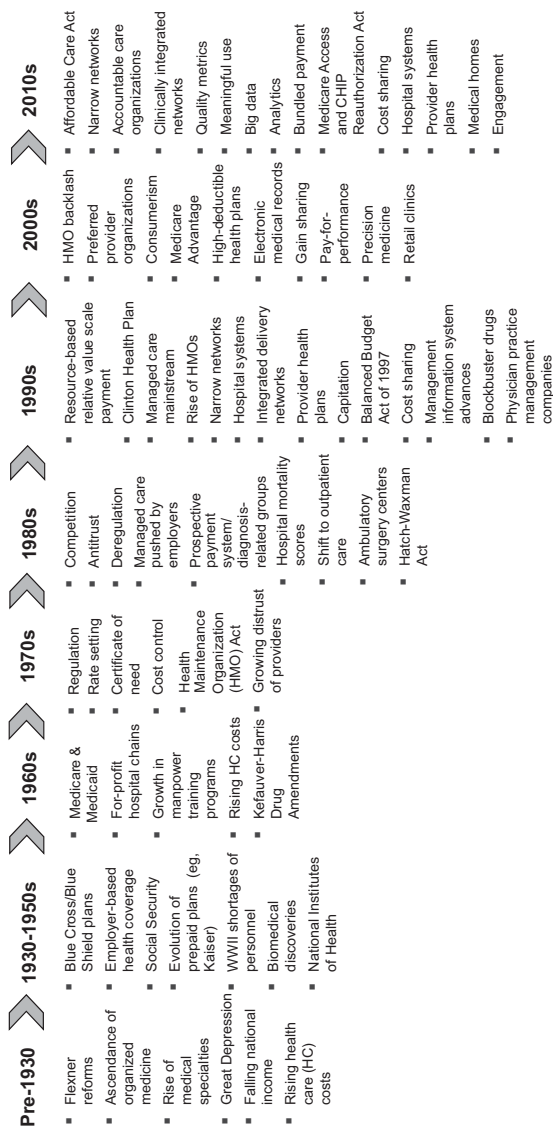 Pre-1930
▪ Flexner
reforms
▪ Ascendance of
organized
medicine
▪ Rise of
medical
specialties
▪ Great Depression
▪ Falling national
income
▪ Rising health
care (HC)
costs
1930-1950s
▪ Blue Cross/Blue
Shield plans
▪ Employer-based
health coverage
▪ Social Security
▪ Evolution of
prepaid plans (eg,
Kaiser)
▪ WWII shortages of
personnel
▪ Biomedical
discoveries
▪ National Institutes
of Health
1960s
▪ Medicare &
Medicaid
▪ For-profit
hospital chains
▪ Growth in
manpower
training
programs
▪ Rising HC costs
▪ Kefauver-Harris
Drug
Amendments
1970s
▪ Regulation
▪ Rate setting
▪ Certificate of
need
▪ Cost control
▪ Health
Maintenance
Organization
(HMO) Act
▪ Growing distrust
of providers
1980s
▪ Competition
▪ Antitrust
▪ Deregulation
▪ Managed care
pushed by
employers
▪ Prospective
payment
system/
diagnosis-
related groups
▪ Hospital mortality
scores
▪ Shift to outpatient
care
▪ Ambulatory
surgery centers
▪ Hatch-Waxman
Act
1990s
▪ Resource-based
relative value scale
payment
▪ Clinton Health Plan
▪ Managed care
mainstream
▪ Rise of HMOs
▪ Narrow networks
▪ Hospital systems
▪ Integrated delivery
networks
▪ Provider health
plans
▪ Capitation
▪ Balanced Budget
Act of 1997
▪ Cost sharing
▪ Management
information system
advances
▪ Blockbuster drugs
▪ Physician practice
management
companies
2000s
▪ HMO backlash
▪ Preferred
provider
organizations
▪ Consumerism
▪ Medicare
Advantage
▪ High-deductible
health plans
▪ Electronic
medical records
▪ Gain sharing
▪ Pay-for-
performance
▪ Precision
medicine
▪ Retail clinics
2010s
▪ Affordable Care Act
▪ Narrow networks
▪ Accountable care
organizations
▪ Clinically integrated
networks
▪ Quality metrics
▪ Meaningful use
▪ Big data
▪ Analytics
▪ Bundled payment
▪ Medicare Access
and CHIP
Reauthorization Act
▪ Cost sharing
▪ Hospital systems
▪ Provider health
plans
▪ Medical homes
▪ Engagement